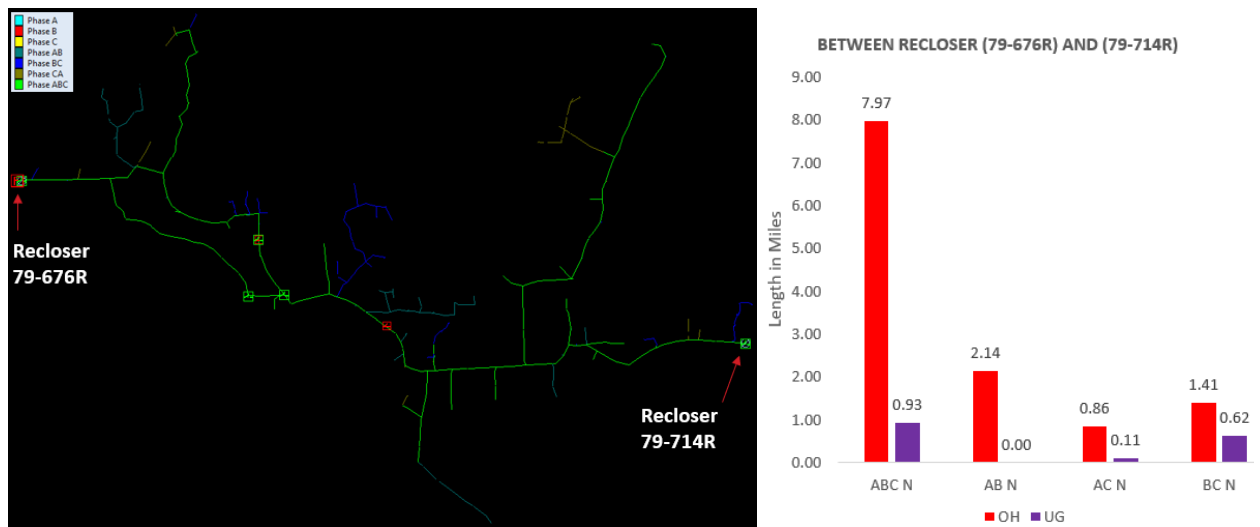 Phase A
Phase B
Phase C
Phase AB
Phase BC
Phase CA
Phase ABC
Recloser
79-676R
Recloser
79-714R
BETWEEN RECLOSER (79-676R) AND (79-714R)
Length in Miles
9.00
8.00
7.00
6.00
5.00
4.00
3.00
2.00
1.00
0.00
7.97
0.93
2.14
0.00
0.86
0.11
1.41
0.62
ABC N
AB N
AC N
BC N
OH
UG